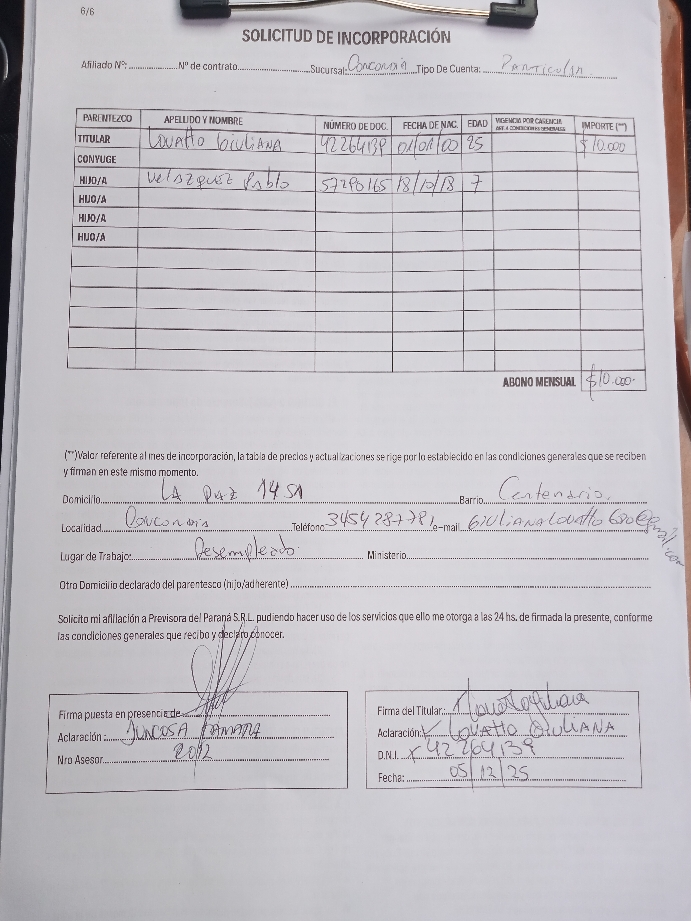 6/6
SOLICITUD DE INCORPORACIÓN
Afiliado Nº: Nº de contrato Sucursal: Concordia Tipo De Cuenta: Particular
PARENTEZCO APELLIDO Y NOMBRE NÚMERO DE DOC. FECHA DE NAC. EDAD VIGENCIA POR CARENCIA IMPORTE (**)
TITULAR Lovatto Giuliana 42264139 01/01/00 25 $10.000
CONYUGE
HIJO/A Velazquez Pablo 57290165 18/10/18 7
HIJO/A
HIJO/A
HIJO/A
ABONO MENSUAL $10.000
(**)Valor referente al mes de incorporación, la tabla de precios y actualizaciones se rige por lo establecido en las condiciones generales que se reciben
y firman en este mismo momento.
Domicilio LA PAZ 1451 Barrio Centenario
Localidad Concordia Teléfono: 3454287781 e-mail
Lugar de Trabajo: Desempleado Ministerio
Otro Domicilio declarado del parentesco (hijo/adherente)
Solicito mi afiliación a Previsora del Paraná S.R.L. pudiendo hacer uso de los servicios que ello me otorga a las 24 hs. de firmada la presente, conforme
las condiciones generales que recibo y declaro conocer.
Firma puesta en presencia de
Aclaración: JUNCOSA TAMARA
Nro Asesor 2012
Firma del Titular:
Aclaración: X LOVATTO GIULIANA
D.N.I. X 42264139
Fecha: 05/12/25